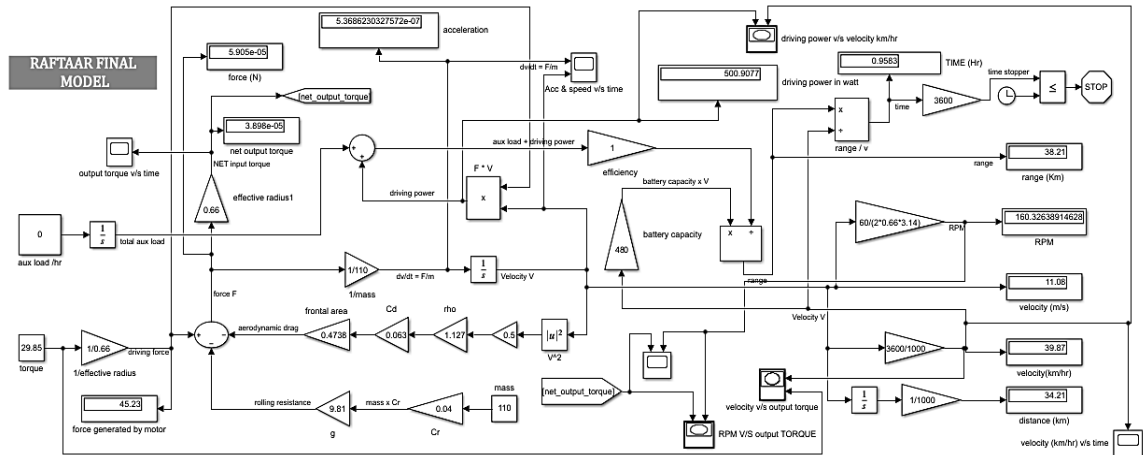 RAFTAAR FINAL
MODEL
5.905e-05
force (N)
5.3686230327572e-07
acceleration
[net_output_torque]
3.898e-05
net output torque
NET input torque
output torque v/s time
0.66
effective radius1
0
aux load /hr
1
s
total aux load
+
+
aux load + driving power
1
efficiency
F * V
x
driving power
dv/dt = F/m
Acc & speed v/s time
driving power v/s velocity km/hr
500.9077
driving power in watt
0.9583
TIME (Hr)
x
÷
range / v
time
3600
time stopper
≤
STOP
range
38.21
range (Km)
battery capacity x V
480
battery capacity
x ÷
range
60/(2*0.66*3.14)
RPM
160.32638914628
RPM
11.08
velocity (m/s)
Velocity V
3600/1000
39.87
velocity(km/hr)
1
s
1/1000
34.21
distance (km)
velocity (km/hr) v/s time
force F
1/110
1/mass
dv/dt = F/m
1
s
Velocity V
29.85
torque
1/0.66
1/effective radius
driving force
45.23
force generated by motor
+
−
−
aerodynamic drag
frontal area
0.4738
Cd
0.063
rho
1.127
0.5
|u|²
V^2
rolling resistance
9.81
g
mass x Cr
0.04
Cr
mass
110
[net_output_torque]
velocity v/s output torque
RPM V/S output TORQUE